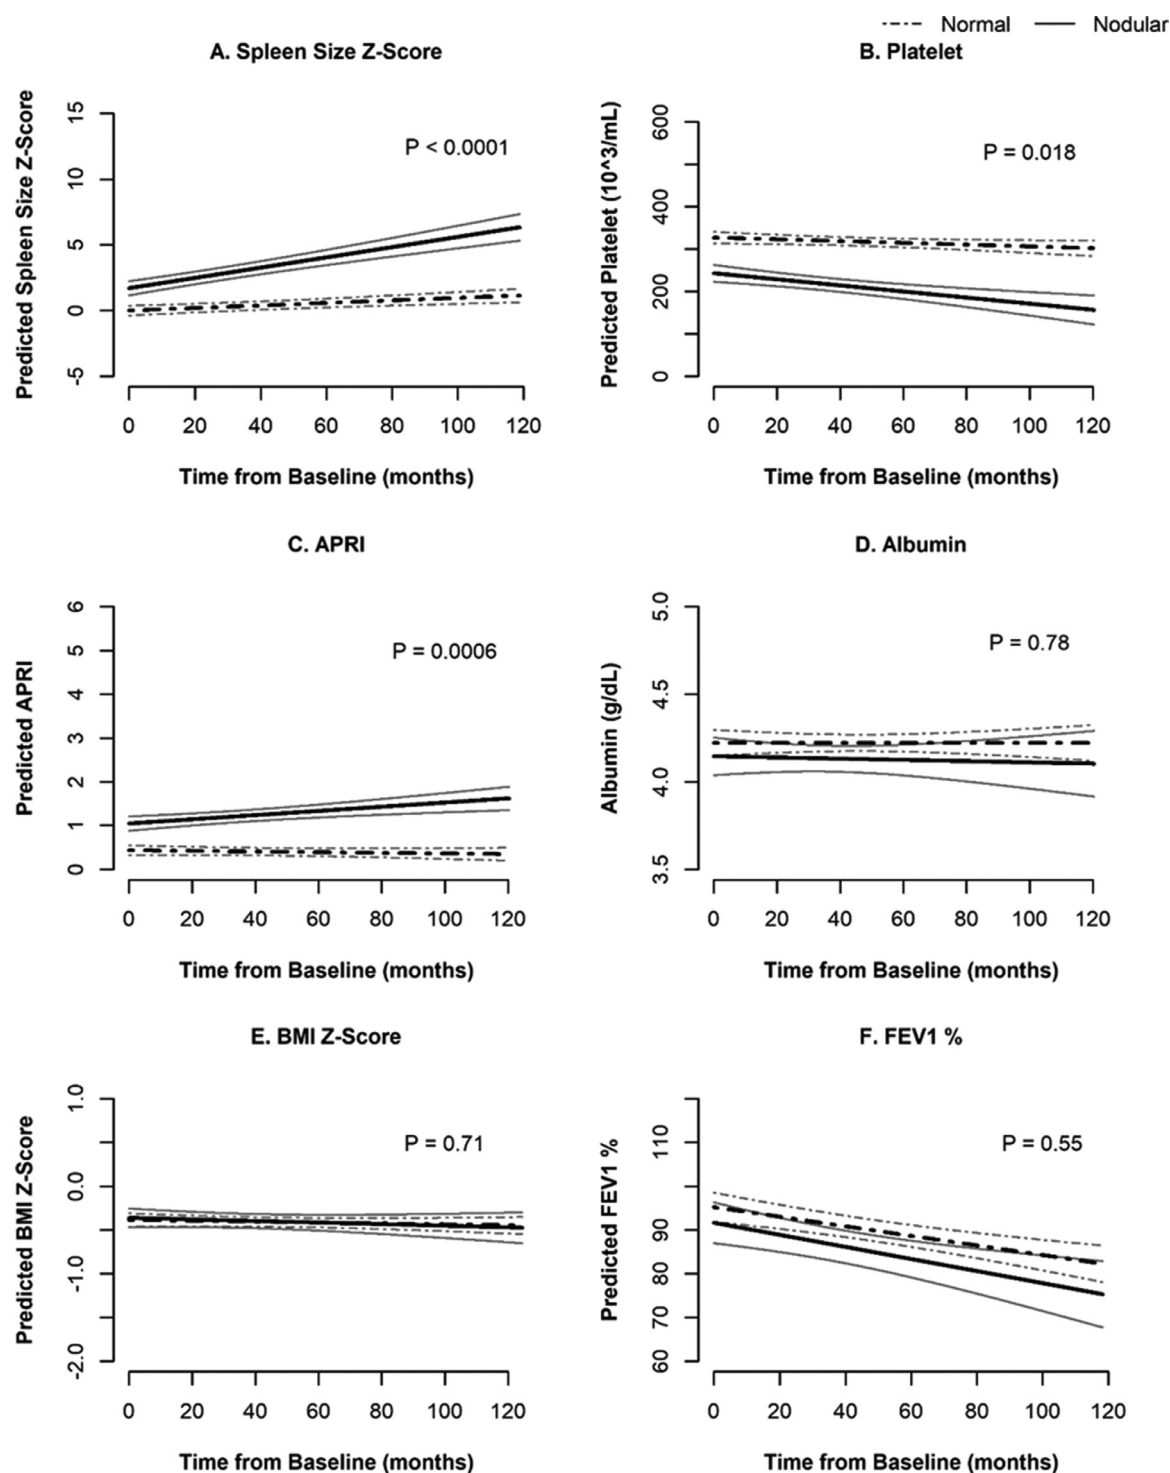 Normal Nodular
A. Spleen Size Z-Score
Predicted Spleen Size Z-Score
15
10
5
0
-5
P < 0.0001
0 20 40 60 80 100 120
Time from Baseline (months)
B. Platelet
Predicted Platelet (10^3/mL)
600
400
200
0
P = 0.018
0 20 40 60 80 100 120
Time from Baseline (months)
C. APRI
Predicted APRI
6
5
4
3
2
1
0
P = 0.0006
0 20 40 60 80 100 120
Time from Baseline (months)
D. Albumin
Albumin (g/dL)
5.0
4.5
4.0
3.5
P = 0.78
0 20 40 60 80 100 120
Time from Baseline (months)
E. BMI Z-Score
Predicted BMI Z-Score
1.0
0.0
-1.0
-2.0
P = 0.71
0 20 40 60 80 100 120
Time from Baseline (months)
F. FEV1 %
Predicted FEV1 %
110
90
80
70
60
P = 0.55
0 20 40 60 80 100 120
Time from Baseline (months)